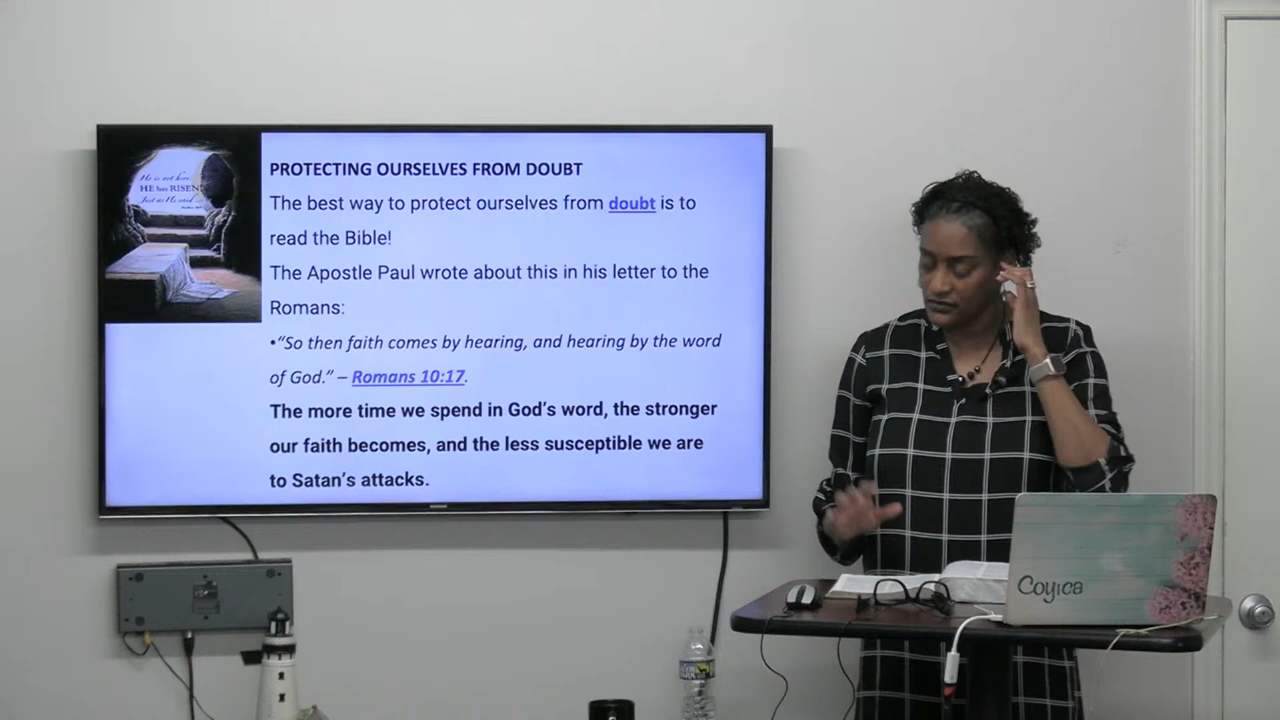 He is not here
HE has RISEN
Just as He said
PROTECTING OURSELVES FROM DOUBT
The best way to protect ourselves from doubt is to
read the Bible!
The Apostle Paul wrote about this in his letter to the
Romans:
•“So then faith comes by hearing, and hearing by the word
of God.” – Romans 10:17.
The more time we spend in God’s word, the stronger
our faith becomes, and the less susceptible we are
to Satan’s attacks.
SAMSUNG
Coyica